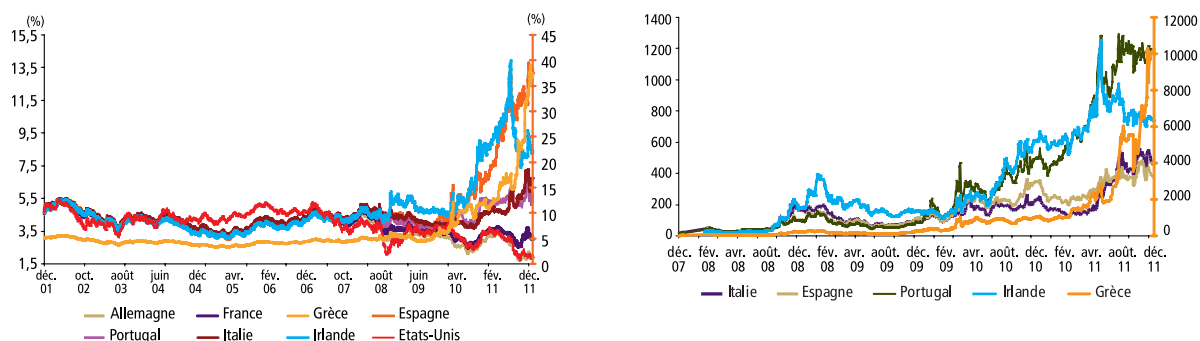 (%)
(%)
15,5
13,5
11,5
9,5
7,5
5,5
3,5
1,5
45
40
35
30
25
20
15
10
5
0
déc. 01
oct. 02
août 03
juin 04
déc 04
avr. 05
fév. 06
déc. 06
oct. 07
août 08
juin 09
avr. 10
fév. 11
déc. 11
Allemagne
France
Grèce
Espagne
Portugal
Italie
Irlande
Etats-Unis
1400
1200
1000
800
600
400
200
0
12000
10000
8000
6000
4000
2000
0
déc. 07
fév. 08
avr. 08
août 08
oct. 08
déc. 08
fév. 09
avr. 09
août 09
oct. 09
déc. 09
fév. 10
avr. 10
août 10
oct. 10
déc. 10
fév. 11
avr. 11
août. 11
déc. 11
Italie
Espagne
Portugal
Irlande
Grèce